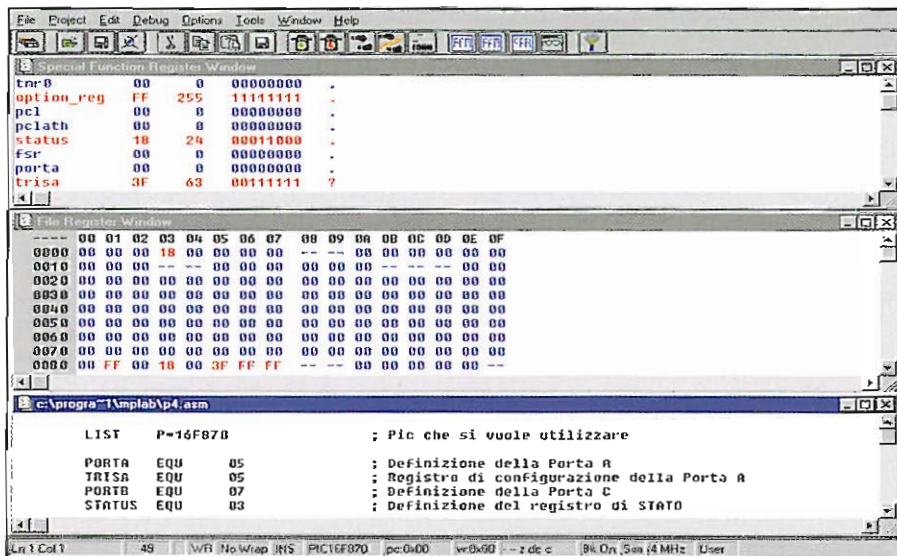 File Project Edit Debug Options Tools Window Help
Special Function Register Window
tmr0 00 0 00000000 .
option_reg FF 255 11111111 .
pcl 00 0 00000000 .
pclath 00 0 00000000 .
status 18 24 00011000 .
fsr 00 0 00000000 .
porta 00 0 00000000 .
trisa 3F 63 00111111 ?
File Register Window
---- 00 01 02 03 04 05 06 07 08 09 0A 0B 0C 0D 0E 0F
0000 00 00 00 18 00 00 00 00 -- -- 00 00 00 00 00 00
0010 00 00 00 -- -- 00 00 00 00 00 00 -- -- -- 00 00
0020 00 00 00 00 00 00 00 00 00 00 00 00 00 00 00 00
0030 00 00 00 00 00 00 00 00 00 00 00 00 00 00 00 00
0040 00 00 00 00 00 00 00 00 00 00 00 00 00 00 00 00
0050 00 00 00 00 00 00 00 00 00 00 00 00 00 00 00 00
0060 00 00 00 00 00 00 00 00 00 00 00 00 00 00 00 00
0070 00 00 00 00 00 00 00 00 00 00 00 00 00 00 00 00
0080 00 FF 00 18 00 3F FF FF -- -- 00 00 00 00 00 --
c:\progra~1\mplab\p4.asm
LIST P=16F870 ; Pic che si vuole utilizzare
PORTA EQU 05 ; Definizione della Porta A
TRISA EQU 05 ; Registro di configurazione della Porta A
PORTB EQU 07 ; Definizione della Porta C
STATUS EQU 03 ; Definizione del registro di STATO
Ln 1 Col 1 49 WR No Wrap INS PIC16F870 pc:0x00 w:0x00 -- z dc c Bk On Sim 4 MHz User